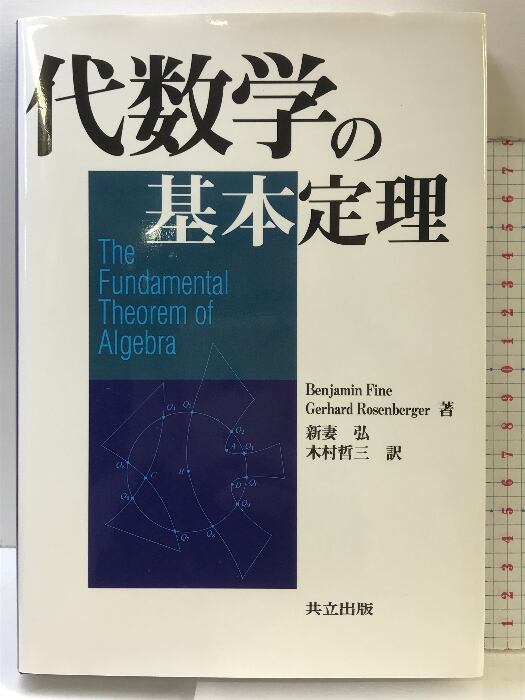 代数学の
基本定理
The
Fundamental
Theorem of
Algebra
Benjamin Fine
Gerhard Rosenberger 著
新妻 弘
木村哲三 訳
共立出版